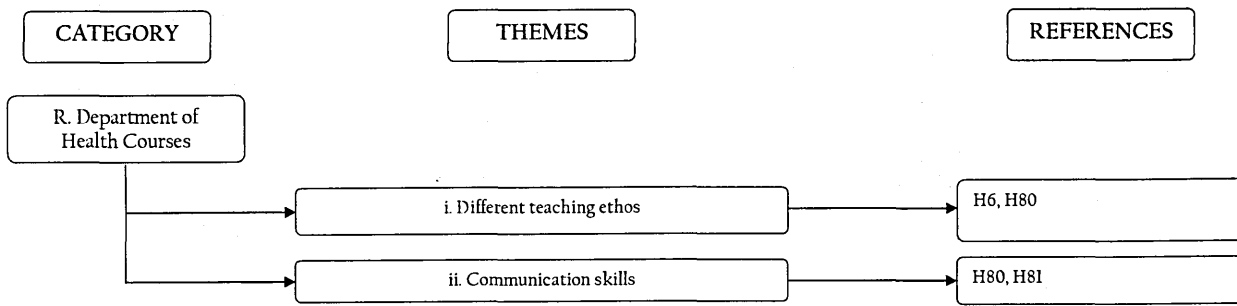 CATEGORY
THEMES
REFERENCES
R. Department of
Health Courses
i. Different teaching ethos
H6, H80
ii. Communication skills
H80, H81